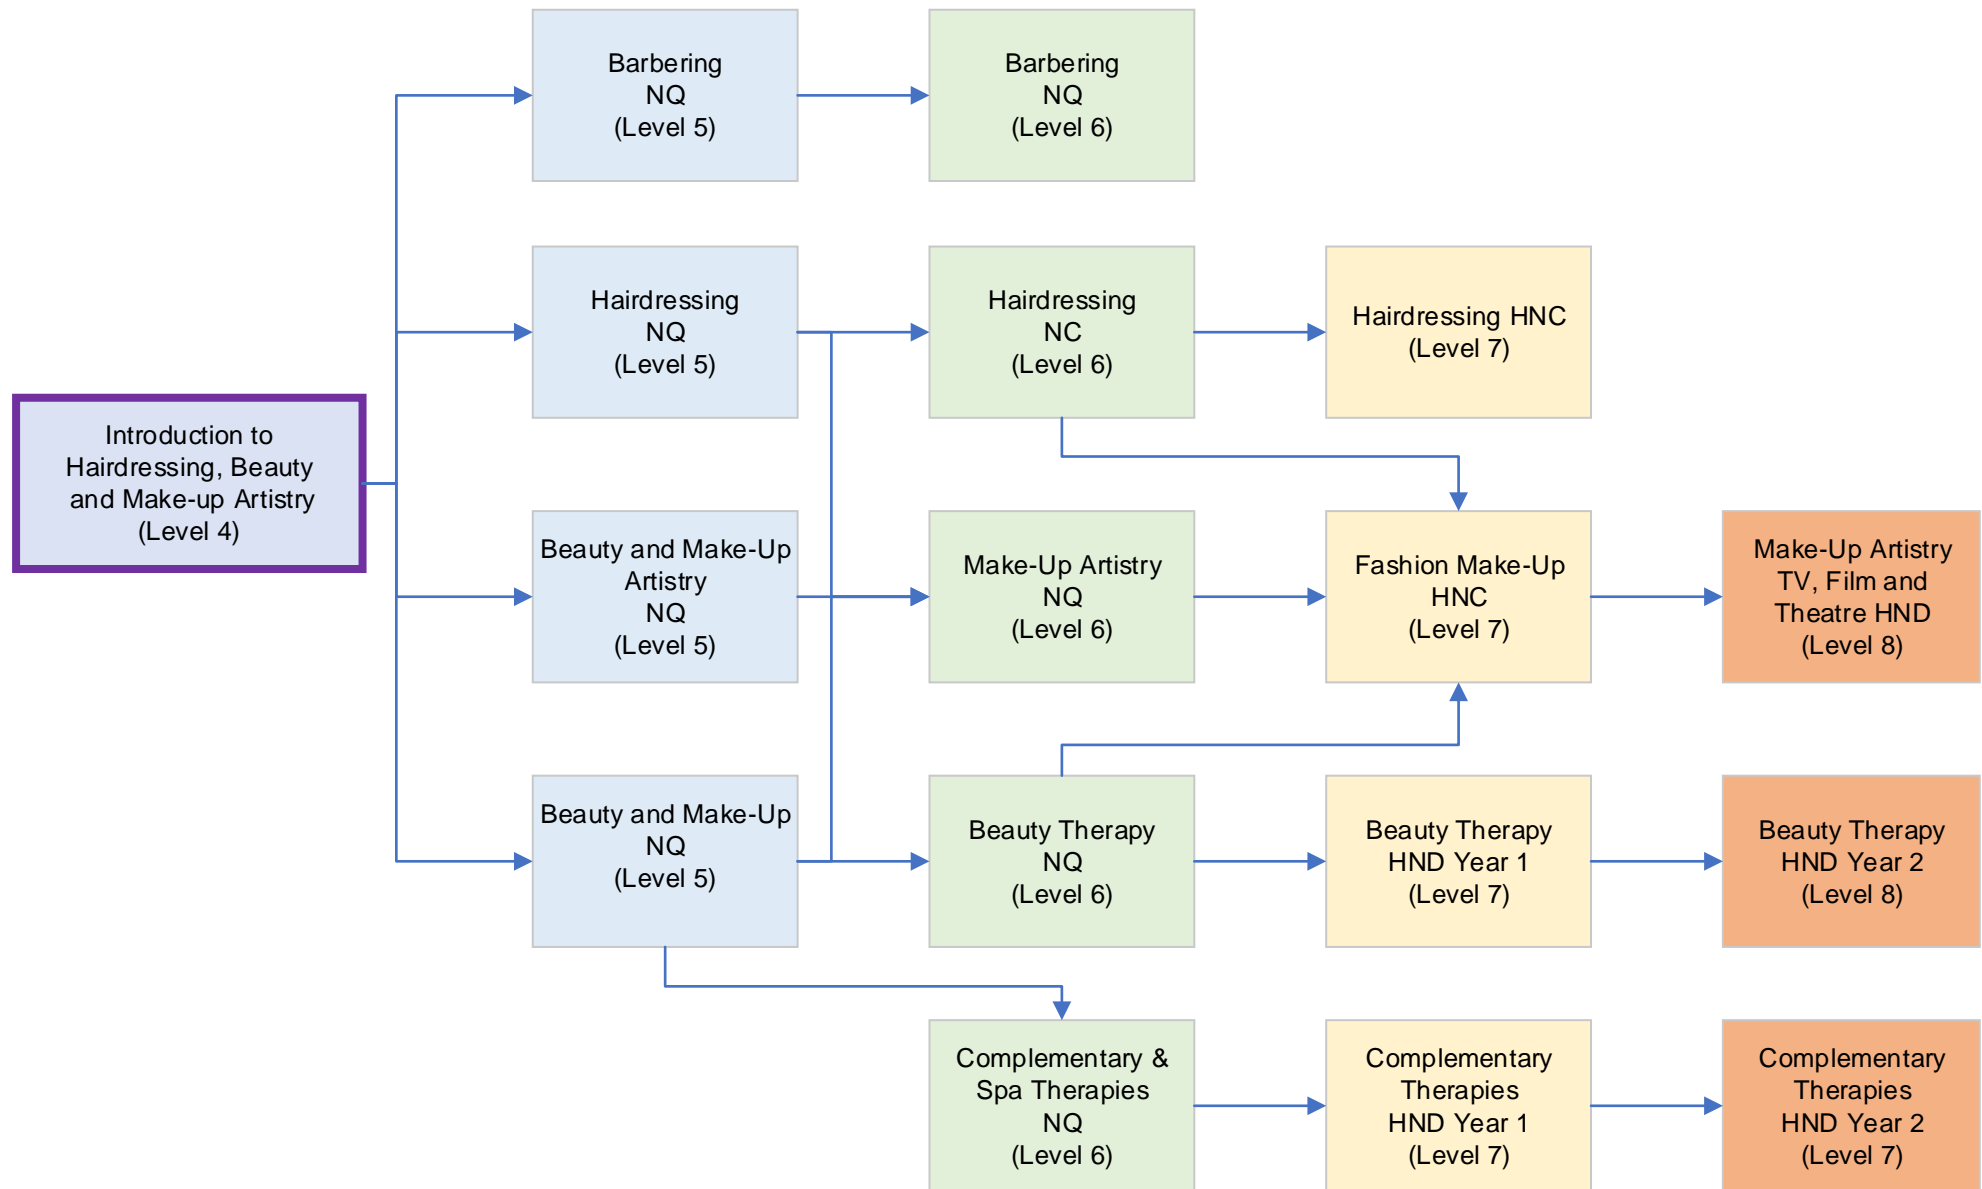 Barbering
NQ
(Level 5)
Barbering
NQ
(Level 6)
Hairdressing
NQ
(Level 5)
Hairdressing
NC
(Level 6)
Hairdressing HNC
(Level 7)
Introduction to
Hairdressing, Beauty
and Make-up Artistry
(Level 4)
Beauty and Make-Up
Artistry
NQ
(Level 5)
Make-Up Artistry
NQ
(Level 6)
Fashion Make-Up
HNC
(Level 7)
Make-Up Artistry
TV, Film and
Theatre HND
(Level 8)
Beauty and Make-Up
NQ
(Level 5)
Beauty Therapy
NQ
(Level 6)
Beauty Therapy
HND Year 1
(Level 7)
Beauty Therapy
HND Year 2
(Level 8)
Complementary &
Spa Therapies
NQ
(Level 6)
Complementary
Therapies
HND Year 1
(Level 7)
Complementary
Therapies
HND Year 2
(Level 7)